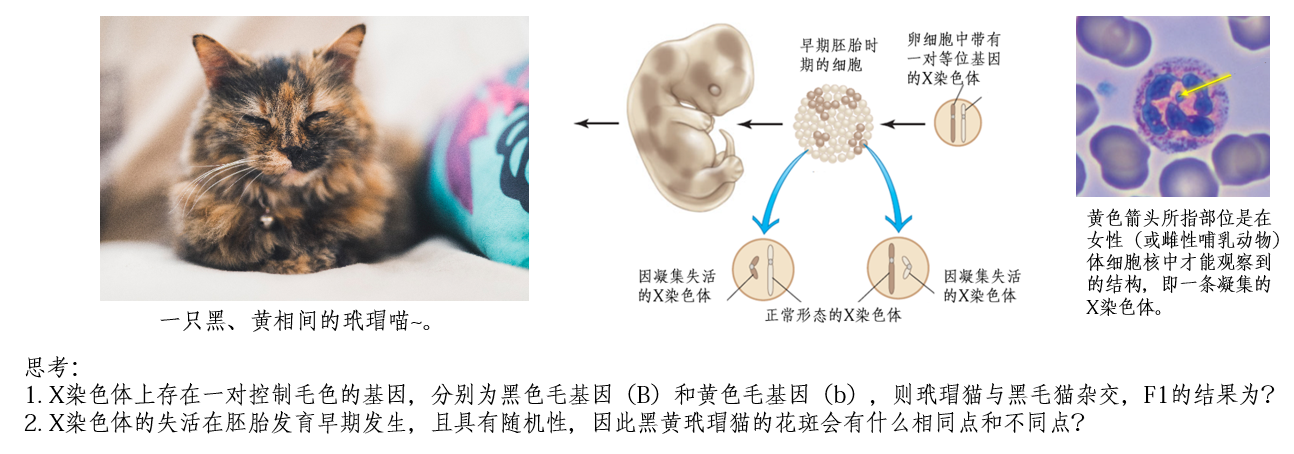 一只黑、黄相间的玳瑁喵~。
早期胚胎时
期的细胞
卵细胞中带有
一对等位基因
的X染色体
因凝集失活
的X染色体
正常形态的X染色体
因凝集失活
的X染色体
黄色箭头所指部位是在
女性（或雌性哺乳动物）
体细胞核中才能观察到
的结构，即一条凝集的
X染色体。
思考：
1. X染色体上存在一对控制毛色的基因，分别为黑色毛基因（B）和黄色毛基因（b），则玳瑁猫与黑毛猫杂交，F1的结果为？
2. X染色体的失活在胚胎发育早期发生，且具有随机性，因此黑黄玳瑁猫的花斑会有什么相同点和不同点？